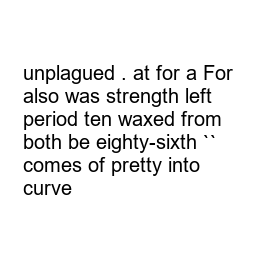 unplagued . at for a For
also was strength left
period ten waxed from
both be eighty-sixth ``
comes of pretty into
curve